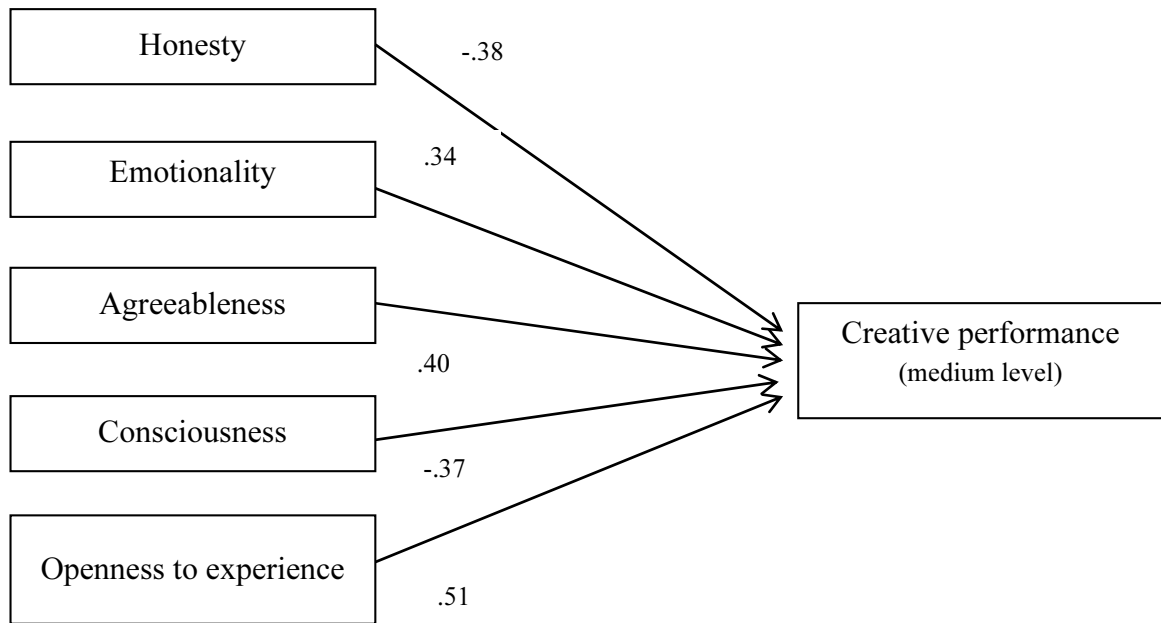 Honesty
-.38
Emotionality
.34
Agreeableness
.40
Creative performance
(medium level)
Consciousness
-.37
Openness to experience
.51